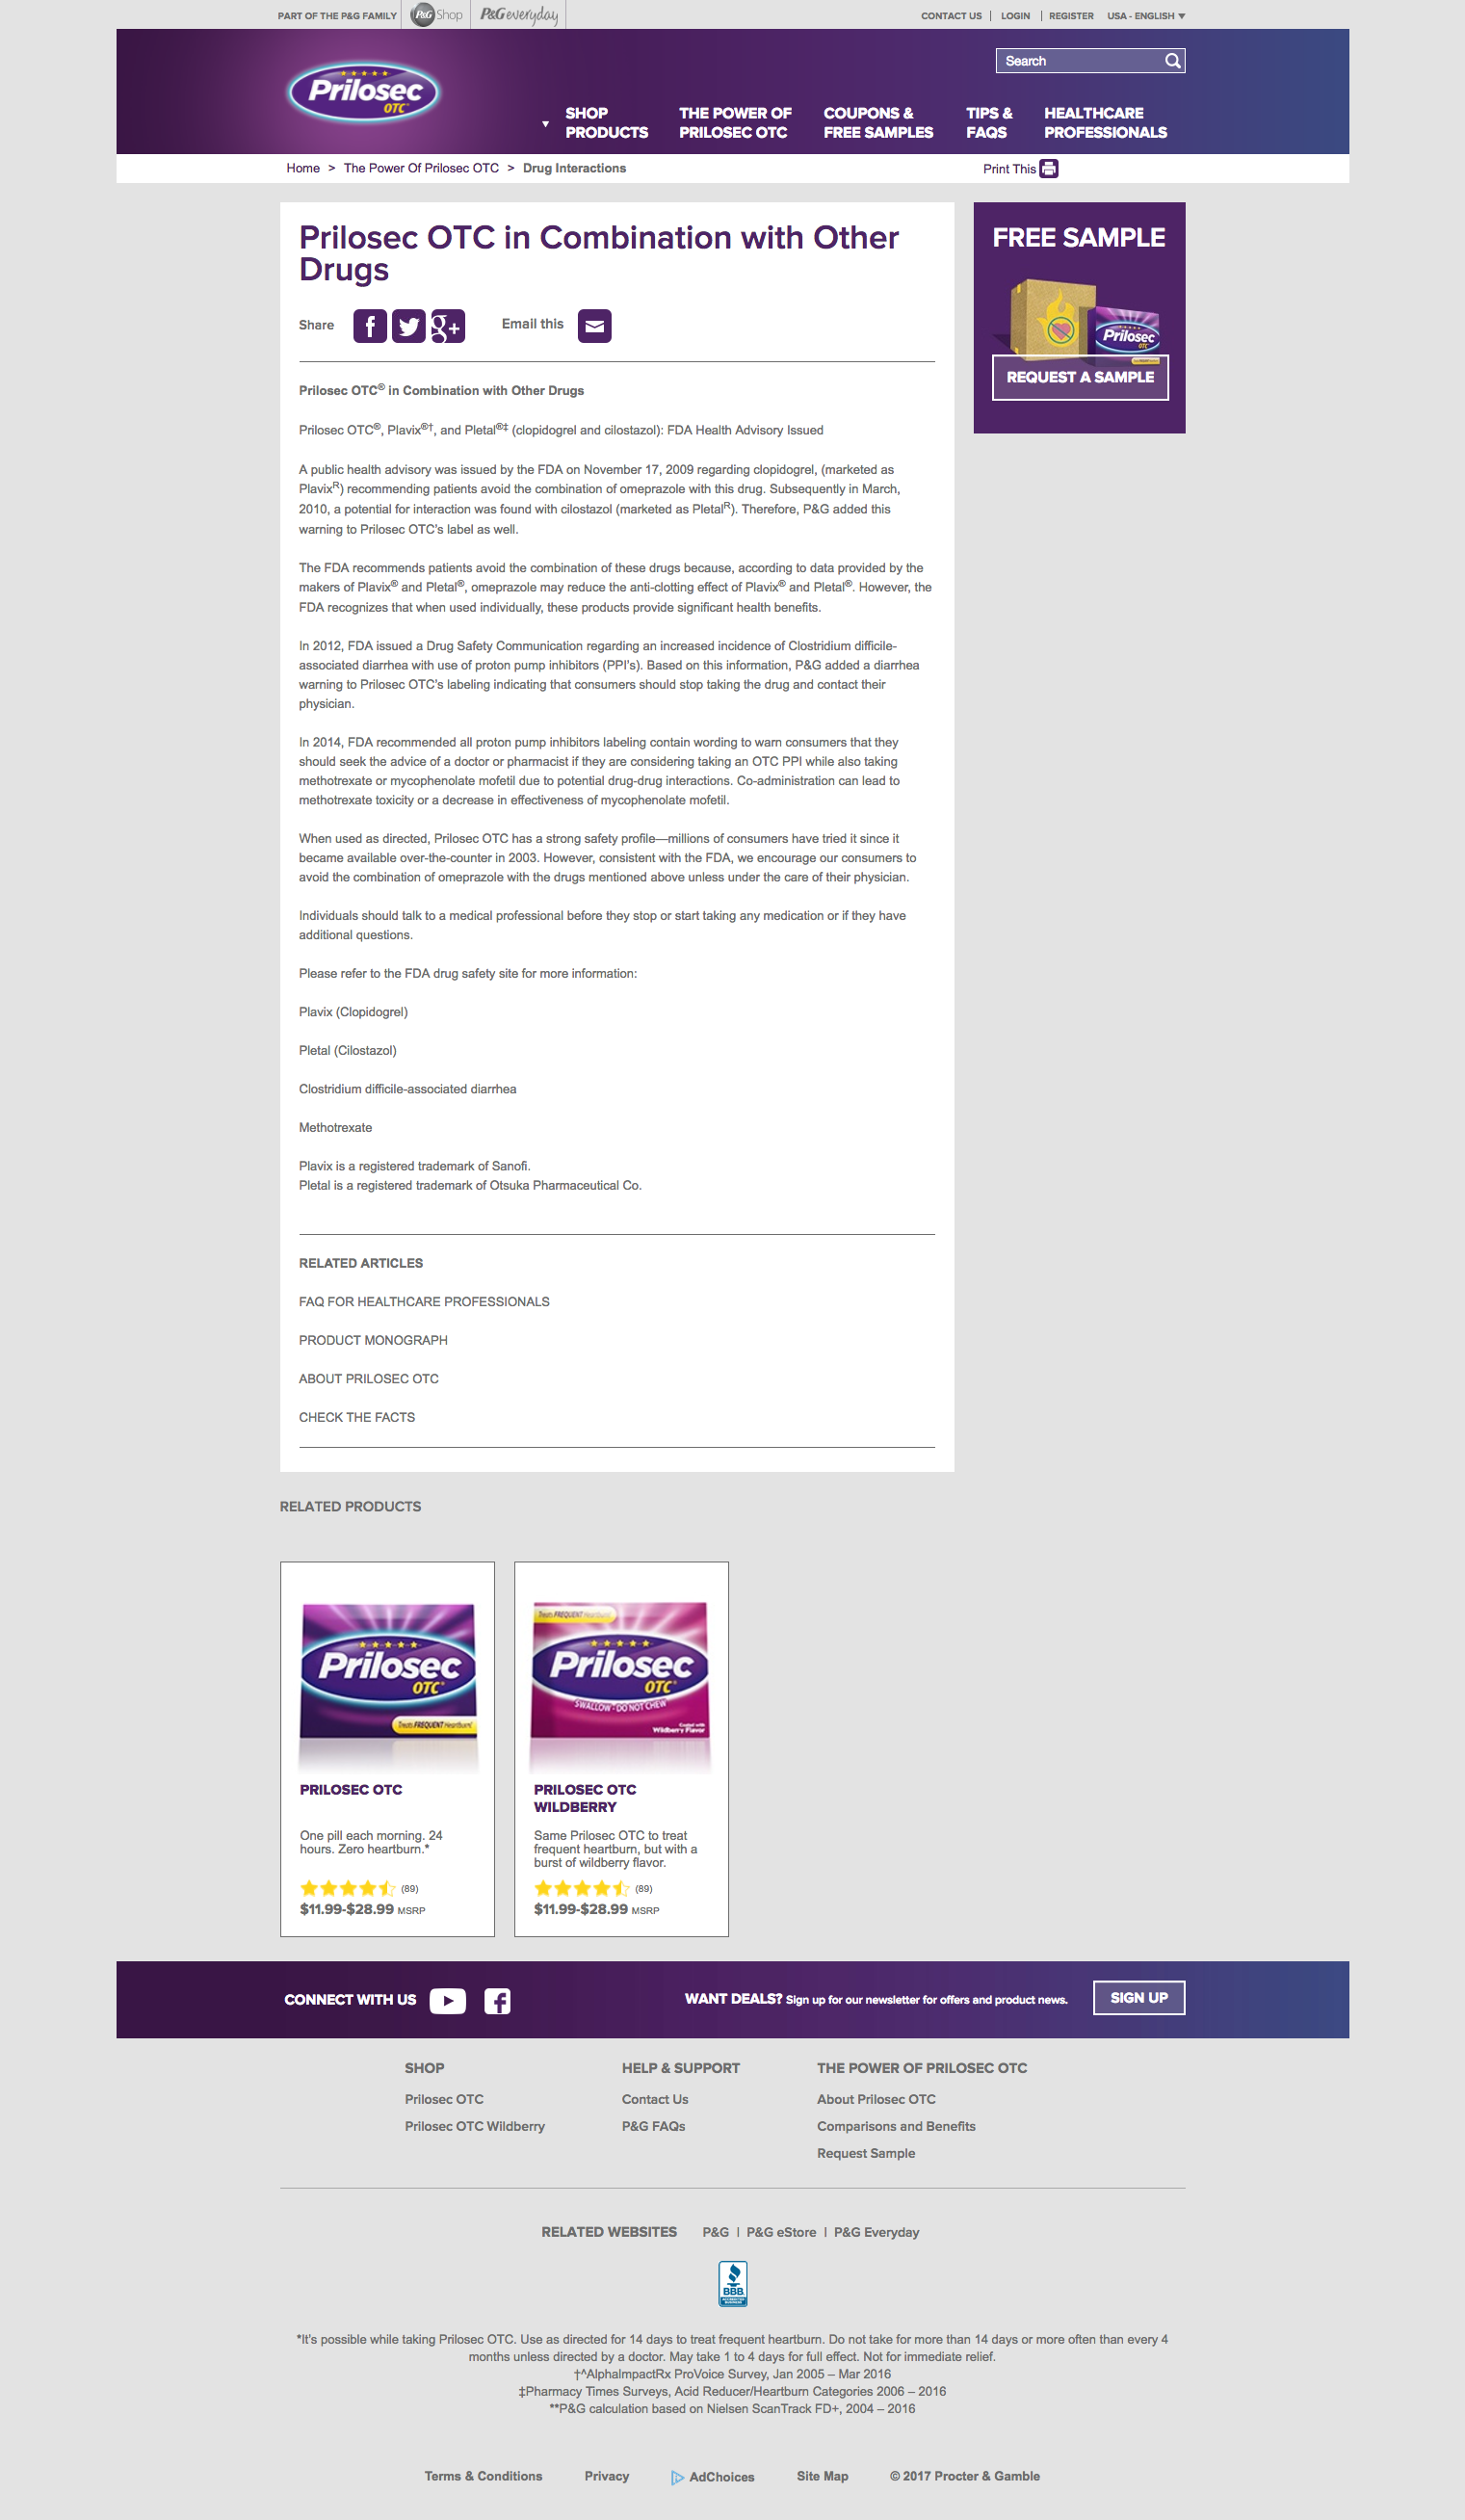 PART OF THE P&G FAMILY P&G Shop P&G everyday CONTACT US | LOGIN | REGISTER USA - ENGLISH ▼
Prilosec OTC
Search
SHOP PRODUCTS
THE POWER OF PRILOSEC OTC
COUPONS & FREE SAMPLES
TIPS & FAQS
HEALTHCARE PROFESSIONALS
Home > The Power Of Prilosec OTC > Drug Interactions
Print This
Prilosec OTC in Combination with Other
Drugs
Share
Email this
FREE SAMPLE
Prilosec
OTC
REQUEST A SAMPLE
Prilosec OTC® in Combination with Other Drugs
Prilosec OTC®, Plavix®†, and Pletal®‡ (clopidogrel and cilostazol): FDA Health Advisory Issued
A public health advisory was issued by the FDA on November 17, 2009 regarding clopidogrel, (marketed as
PlavixR) recommending patients avoid the combination of omeprazole with this drug. Subsequently in March,
2010, a potential for interaction was found with cilostazol (marketed as PletalR). Therefore, P&G added this
warning to Prilosec OTC's label as well.
The FDA recommends patients avoid the combination of these drugs because, according to data provided by the
makers of Plavix® and Pletal®, omeprazole may reduce the anti-clotting effect of Plavix® and Pletal®. However, the
FDA recognizes that when used individually, these products provide significant health benefits.
In 2012, FDA issued a Drug Safety Communication regarding an increased incidence of Clostridium difficile-
associated diarrhea with use of proton pump inhibitors (PPI's). Based on this information, P&G added a diarrhea
warning to Prilosec OTC's labeling indicating that consumers should stop taking the drug and contact their
physician.
In 2014, FDA recommended all proton pump inhibitors labeling contain wording to warn consumers that they
should seek the advice of a doctor or pharmacist if they are considering taking an OTC PPI while also taking
methotrexate or mycophenolate mofetil due to potential drug-drug interactions. Co-administration can lead to
methotrexate toxicity or a decrease in effectiveness of mycophenolate mofetil.
When used as directed, Prilosec OTC has a strong safety profile—millions of consumers have tried it since it
became available over-the-counter in 2003. However, consistent with the FDA, we encourage our consumers to
avoid the combination of omeprazole with the drugs mentioned above unless under the care of their physician.
Individuals should talk to a medical professional before they stop or start taking any medication or if they have
additional questions.
Please refer to the FDA drug safety site for more information:
Plavix (Clopidogrel)
Pletal (Cilostazol)
Clostridium difficile-associated diarrhea
Methotrexate
Plavix is a registered trademark of Sanofi.
Pletal is a registered trademark of Otsuka Pharmaceutical Co.
RELATED ARTICLES
FAQ FOR HEALTHCARE PROFESSIONALS
PRODUCT MONOGRAPH
ABOUT PRILOSEC OTC
CHECK THE FACTS
RELATED PRODUCTS
Prilosec
OTC
Treats FREQUENT Heartburn!
PRILOSEC OTC
One pill each morning. 24
hours. Zero heartburn.*
(89)
$11.99-$28.99 MSRP
Treats FREQUENT Heartburn!
Prilosec
OTC
SWALLOW - DO NOT CHEW
Coated with
Wildberry Flavor
PRILOSEC OTC
WILDBERRY
Same Prilosec OTC to treat
frequent heartburn, but with a
burst of wildberry flavor.
(89)
$11.99-$28.99 MSRP
CONNECT WITH US
WANT DEALS? Sign up for our newsletter for offers and product news.
SIGN UP
SHOP
Prilosec OTC
Prilosec OTC Wildberry
HELP & SUPPORT
Contact Us
P&G FAQs
THE POWER OF PRILOSEC OTC
About Prilosec OTC
Comparisons and Benefits
Request Sample
RELATED WEBSITES P&G | P&G eStore | P&G Everyday
BBB
*It's possible while taking Prilosec OTC. Use as directed for 14 days to treat frequent heartburn. Do not take for more than 14 days or more often than every 4
months unless directed by a doctor. May take 1 to 4 days for full effect. Not for immediate relief.
†^AlphaImpactRx ProVoice Survey, Jan 2005 – Mar 2016
‡Pharmacy Times Surveys, Acid Reducer/Heartburn Categories 2006 – 2016
**P&G calculation based on Nielsen ScanTrack FD+, 2004 – 2016
Terms & Conditions Privacy AdChoices Site Map © 2017 Procter & Gamble